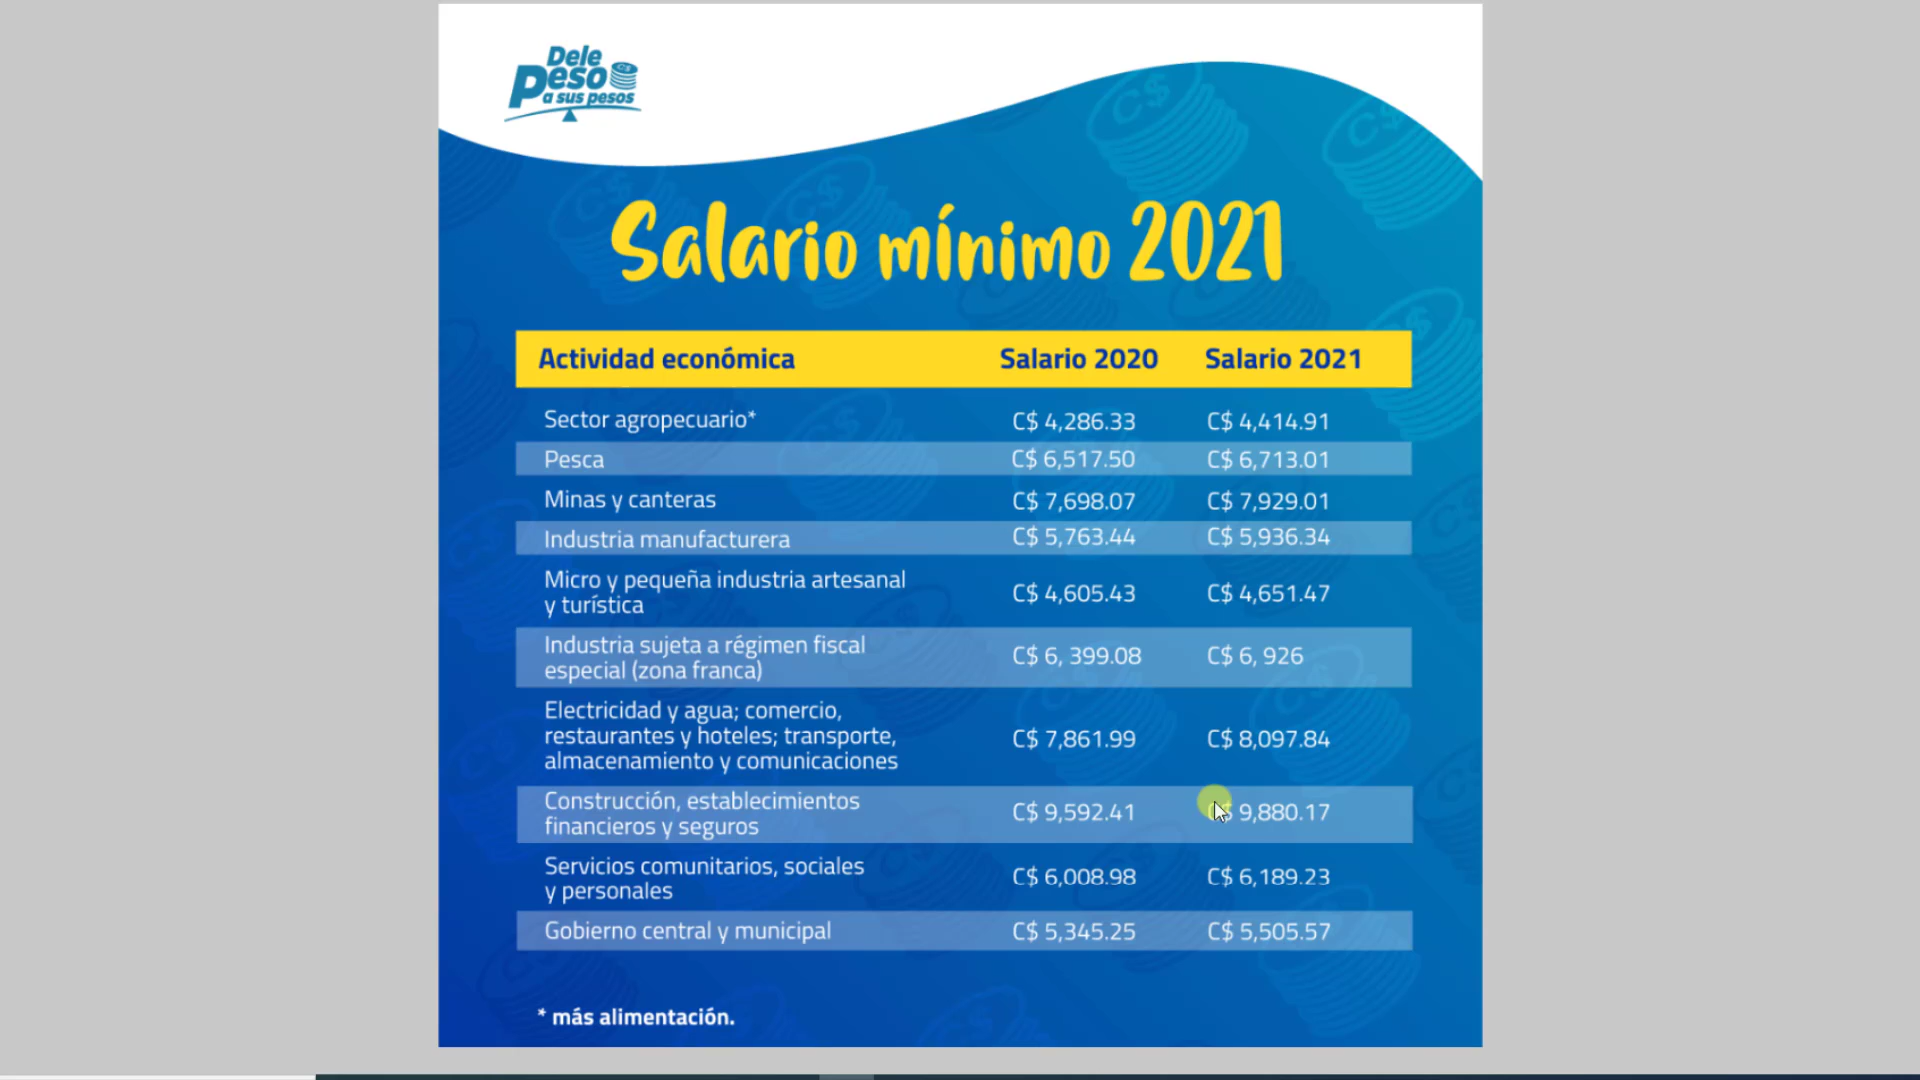 Dele
Peso
a sus pesos
Salario mínimo 2021
Actividad económica Salario 2020 Salario 2021
Sector agropecuario* C$ 4,286.33 C$ 4,414.91
Pesca C$ 6,517.50 C$ 6,713.01
Minas y canteras C$ 7,698.07 C$ 7,929.01
Industria manufacturera C$ 5,763.44 C$ 5,936.34
Micro y pequeña industria artesanal
y turística C$ 4,605.43 C$ 4,651.47
Industria sujeta a régimen fiscal
especial (zona franca) C$ 6, 399.08 C$ 6, 926
Electricidad y agua; comercio,
restaurantes y hoteles; transporte, C$ 7,861.99 C$ 8,097.84
almacenamiento y comunicaciones
Construcción, establecimientos
financieros y seguros C$ 9,592.41 C$ 9,880.17
Servicios comunitarios, sociales
y personales C$ 6,008.98 C$ 6,189.23
Gobierno central y municipal C$ 5,345.25 C$ 5,505.57
* más alimentación.